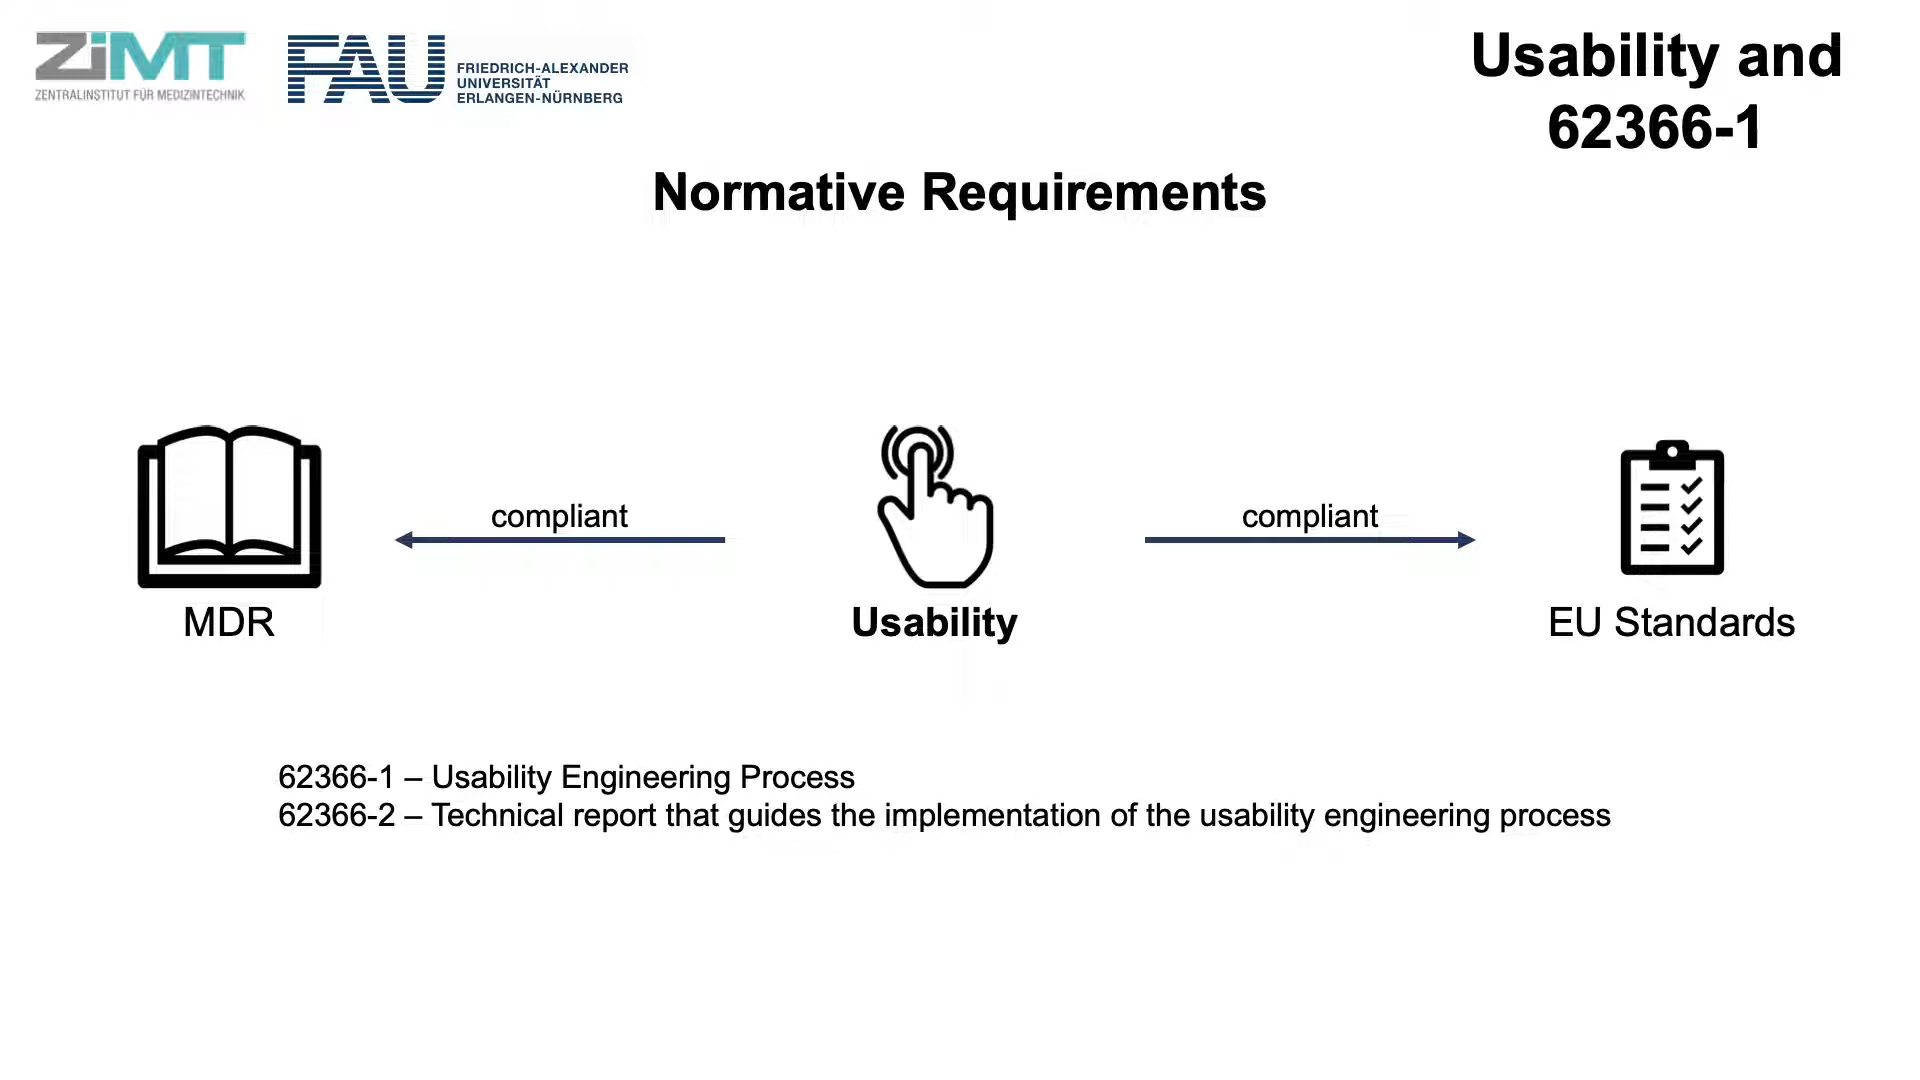 ZiMT
ZENTRALINSTITUT FÜR MEDIZINTECHNIK
FAU
FRIEDRICH-ALEXANDER
UNIVERSITÄT
ERLANGEN-NÜRNBERG
Usability and
62366-1
Normative Requirements
compliant
compliant
MDR
Usability
EU Standards
62366-1 – Usability Engineering Process
62366-2 – Technical report that guides the implementation of the usability engineering process